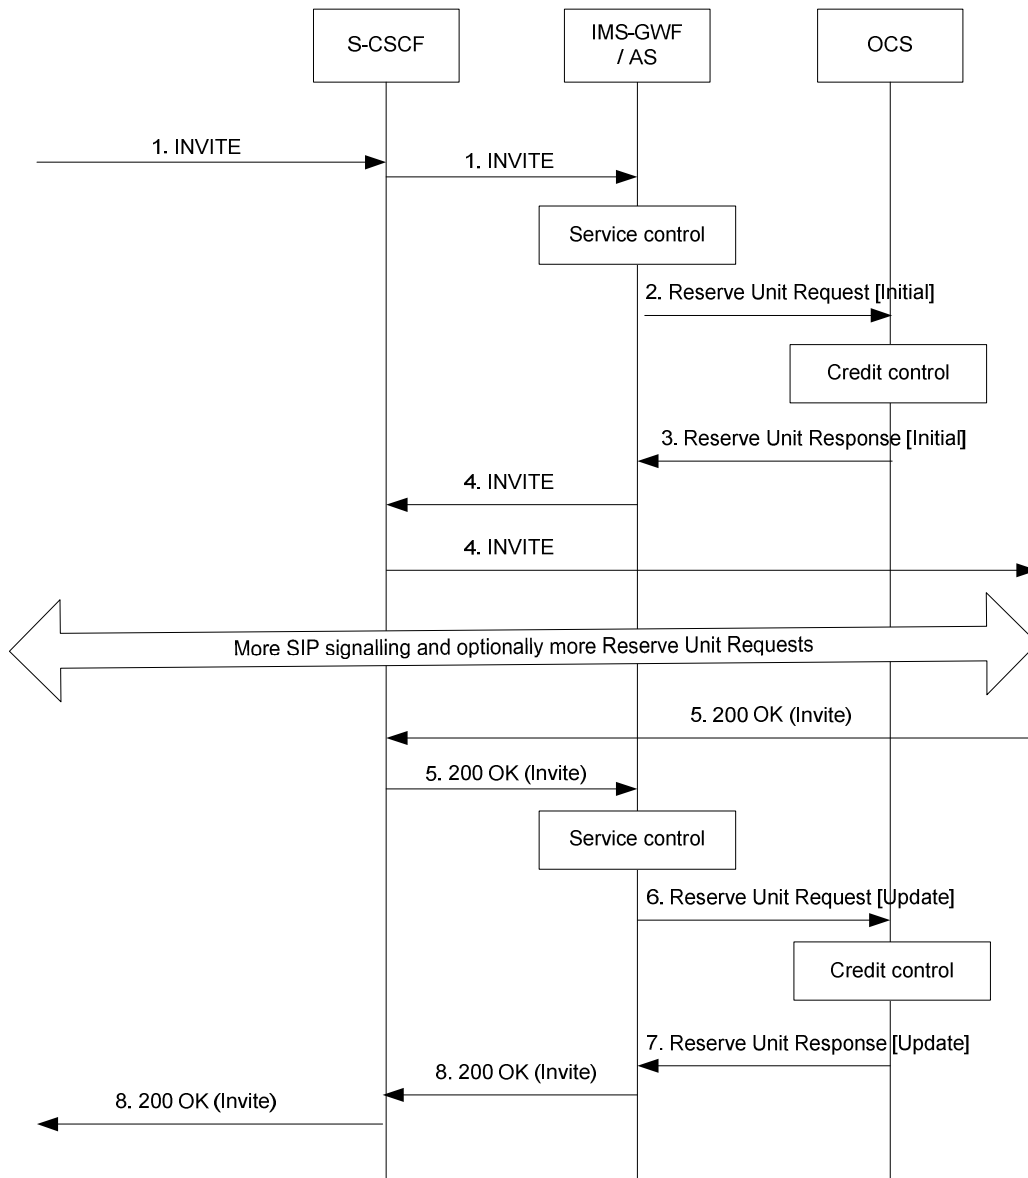 S-CSCF
IMS-GWF
/ AS
OCS
1. INVITE
1. INVITE
Service control
2. Reserve Unit Request [Initial]
Credit control
3. Reserve Unit Response [Initial]
4. INVITE
4. INVITE
More SIP signalling and optionally more Reserve Unit Requests
5. 200 OK (Invite)
5. 200 OK (Invite)
Service control
6. Reserve Unit Request [Update]
Credit control
7. Reserve Unit Response [Update]
8. 200 OK (Invite)
8. 200 OK (Invite)